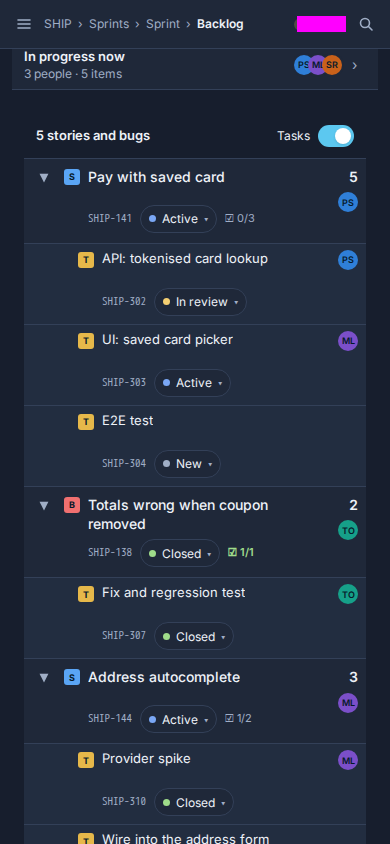 SHIP › Sprints › Sprint › Backlog
In progress now
3 people · 5 items
PS ML SR
5 stories and bugs Tasks
S Pay with saved card 5
PS
SHIP-141 Active 0/3
T API: tokenised card lookup PS
SHIP-302 In review
T UI: saved card picker ML
SHIP-303 Active
T E2E test
SHIP-304 New
B Totals wrong when coupon 2
removed TO
SHIP-138 Closed 1/1
T Fix and regression test TO
SHIP-307 Closed
S Address autocomplete 3
ML
SHIP-144 Active 1/2
T Provider spike ML
SHIP-310 Closed
T Wire into the address form